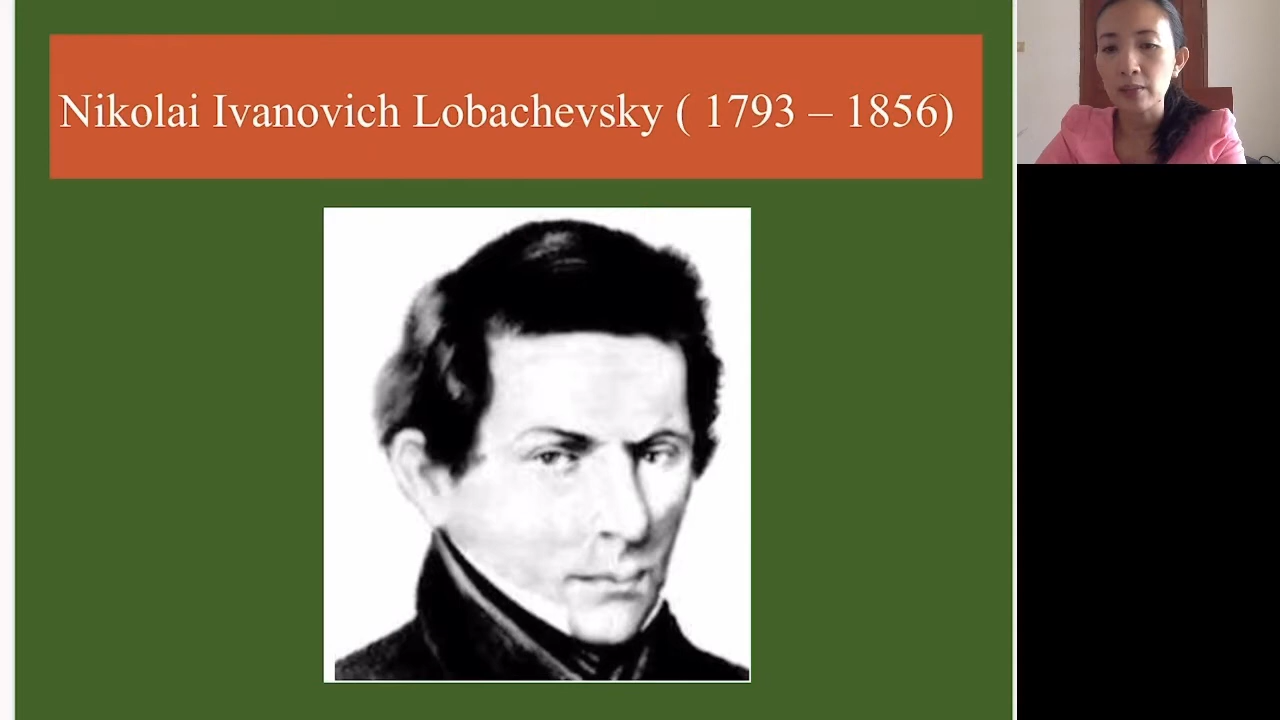 Nikolai Ivanovich Lobachevsky ( 1793 – 1856)